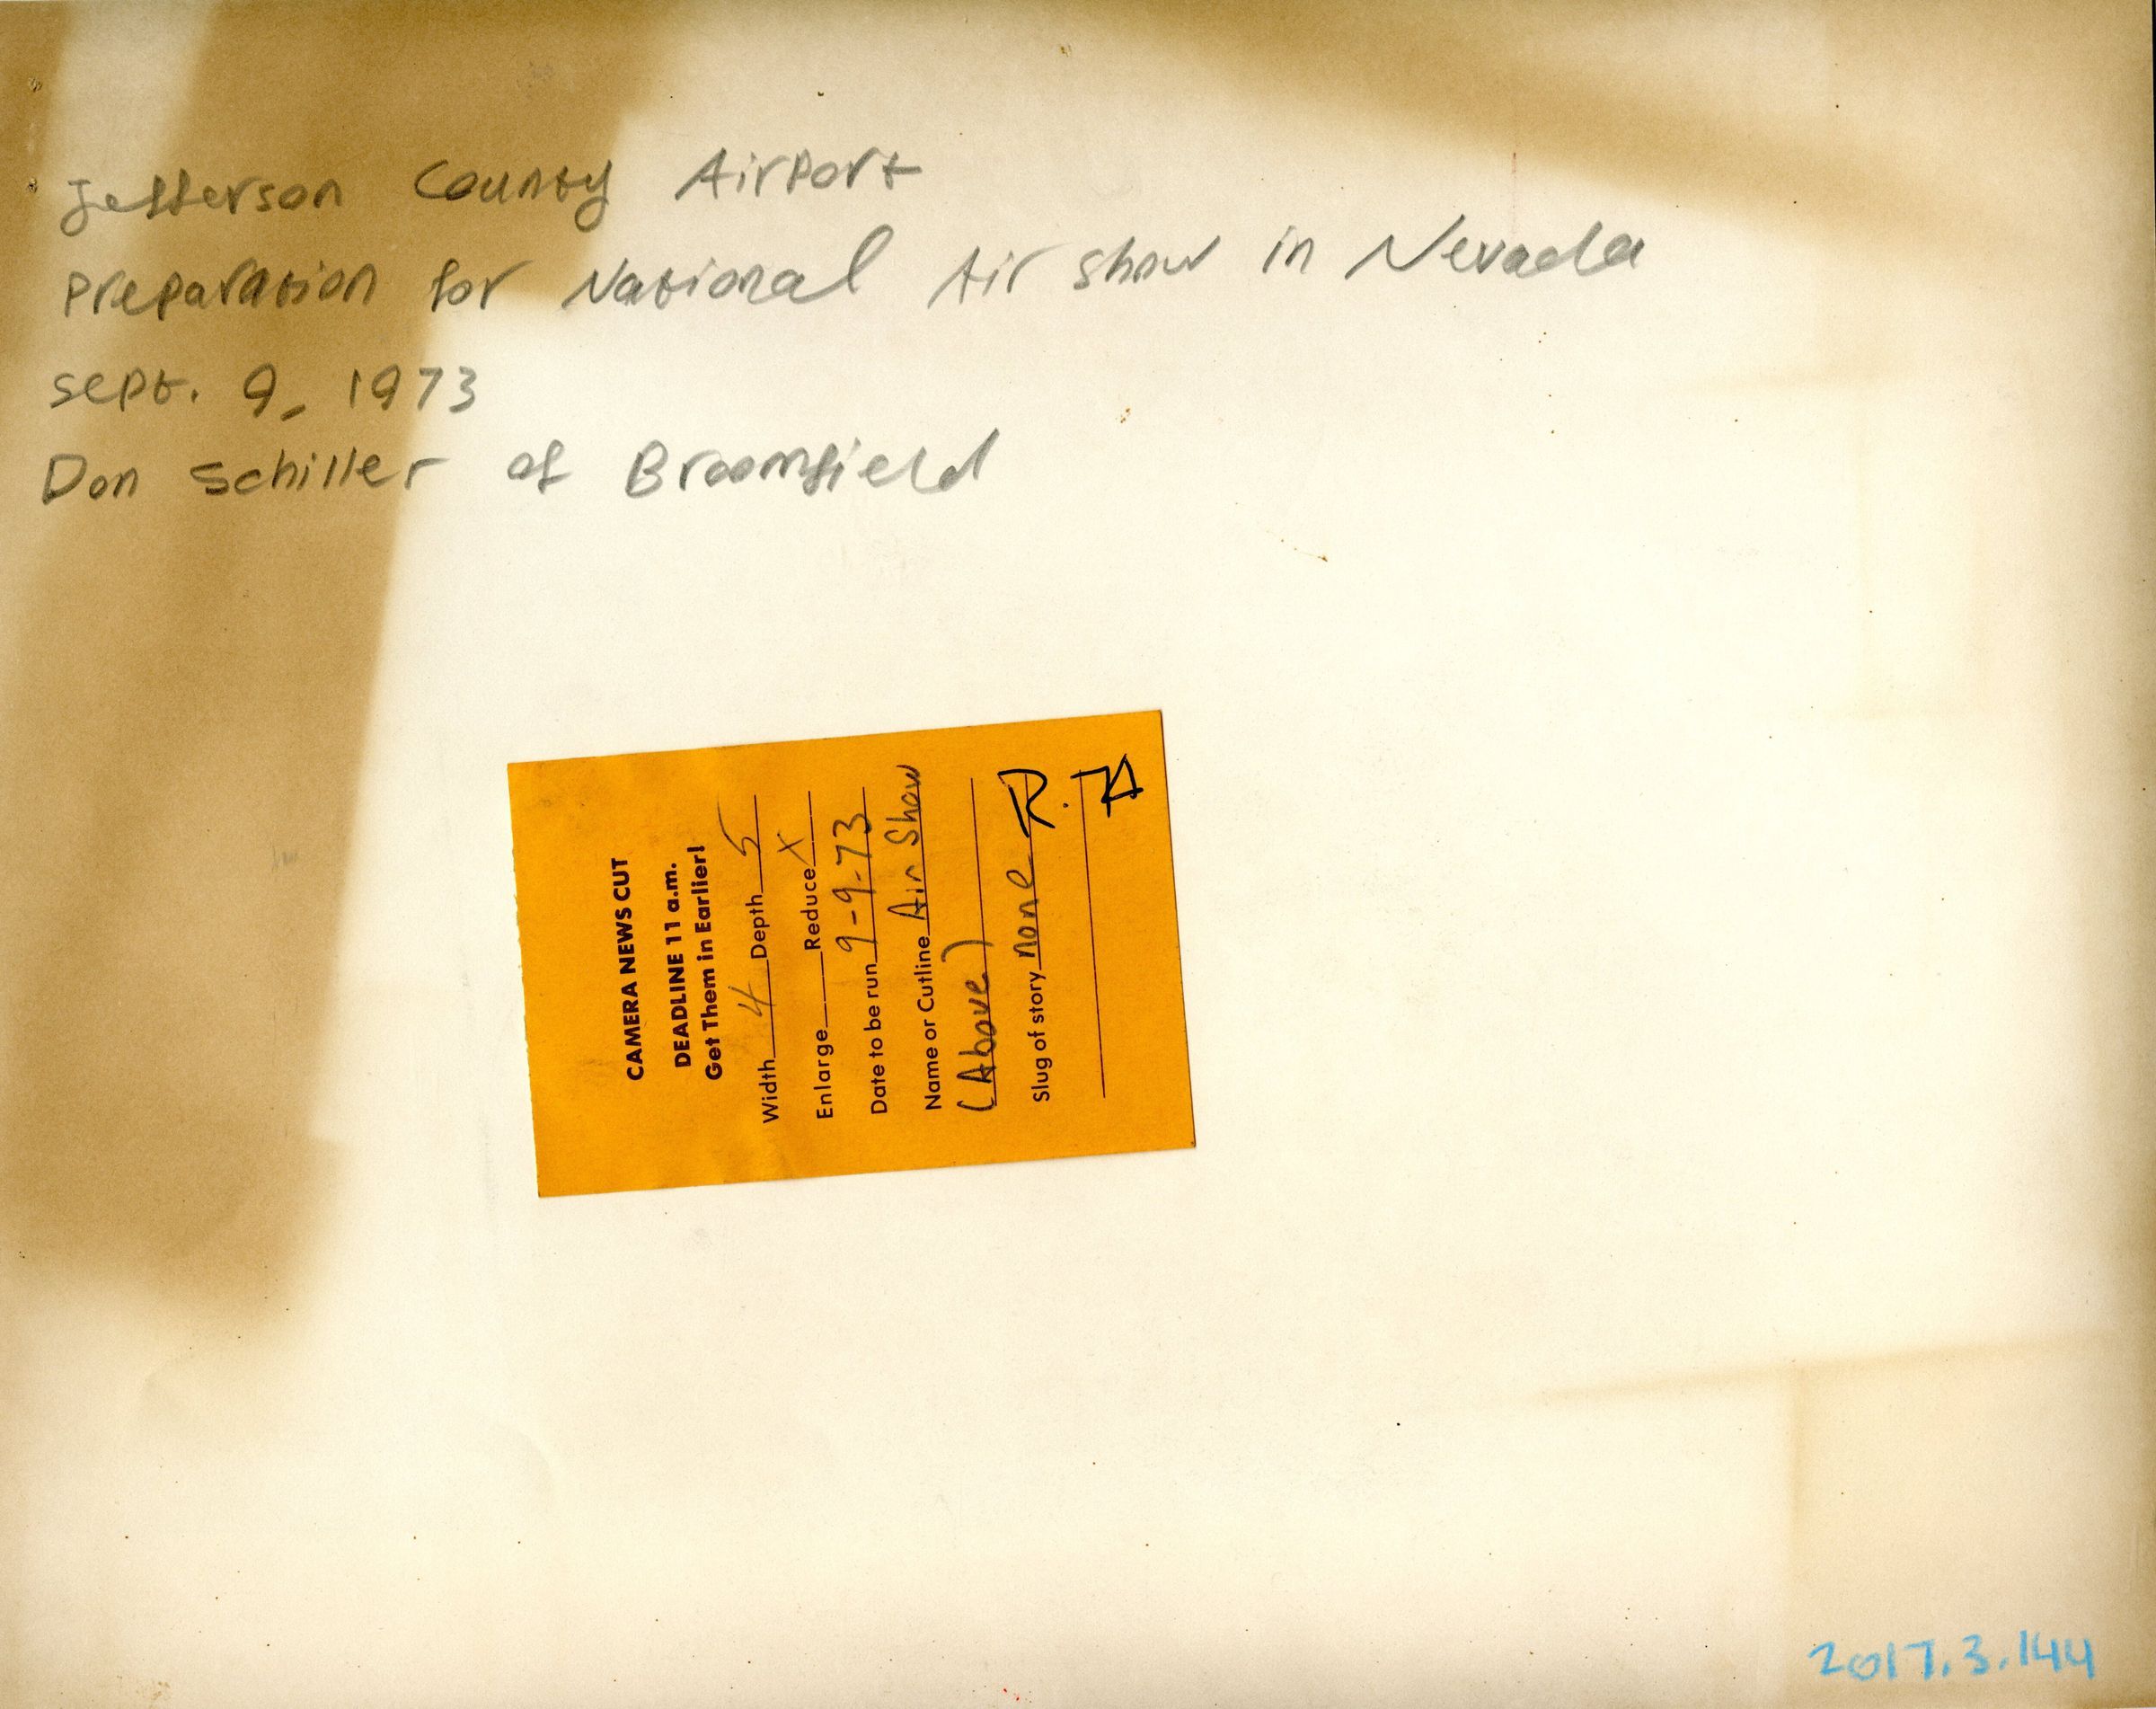 Jefferson County Airport
Preparation for National Air show in Nevada
sept. 9, 1973
Don Schiller of Broomfield
CAMERA NEWS CUT
DEADLINE 11 a.m.
Get Them in Earlier!
Width 4 Depth 5
Enlarge Reduce X
Date to be run 9-9-73
Name or Cutline Air Show
(Above)
Slug of story none
R.
2017.3.144